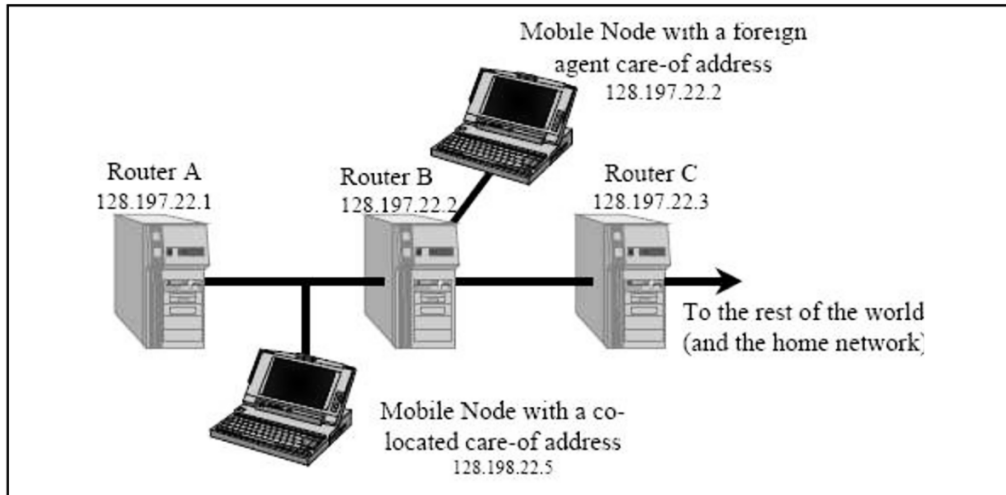 Mobile Node with a foreign
agent care-of address
128.197.22.2
Router A
128.197.22.1
Router B
128.197.22.2
Router C
128.197.22.3
To the rest of the world
(and the home network)
Mobile Node with a co-
located care-of address
128.198.22.5